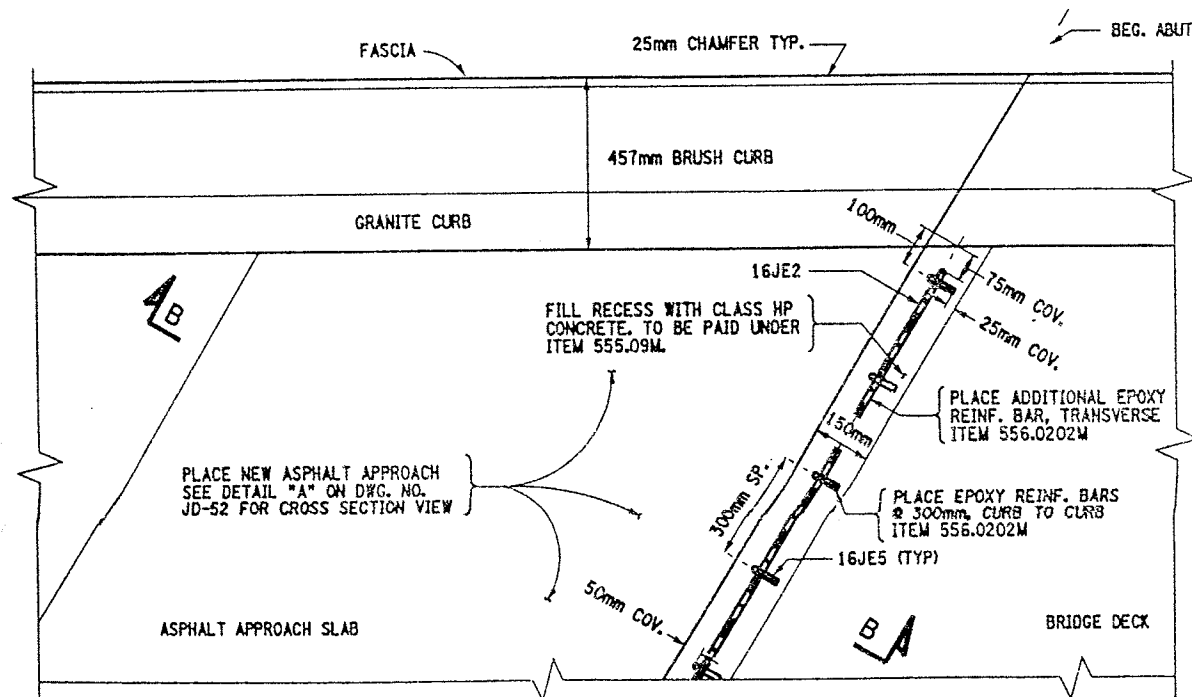 BEG. ABUT
FASCIA
25mm CHAMFER TYP.
457mm BRUSH CURB
GRANITE CURB
100mm
16JE2
75mm COV.
25mm COV.
B
FILL RECESS WITH CLASS HP
CONCRETE. TO BE PAID UNDER
ITEM 555.09M.
PLACE ADDITIONAL EPOXY
REINF. BAR, TRANSVERSE
ITEM 556.0202M
150mm
300mm SP.
PLACE NEW ASPHALT APPROACH
SEE DETAIL "A" ON DWG. NO.
JD-52 FOR CROSS SECTION VIEW
PLACE EPOXY REINF. BARS
@ 300mm, CURB TO CURB
ITEM 556.0202M
16JE5 (TYP)
50mm COV.
ASPHALT APPROACH SLAB
B
BRIDGE DECK